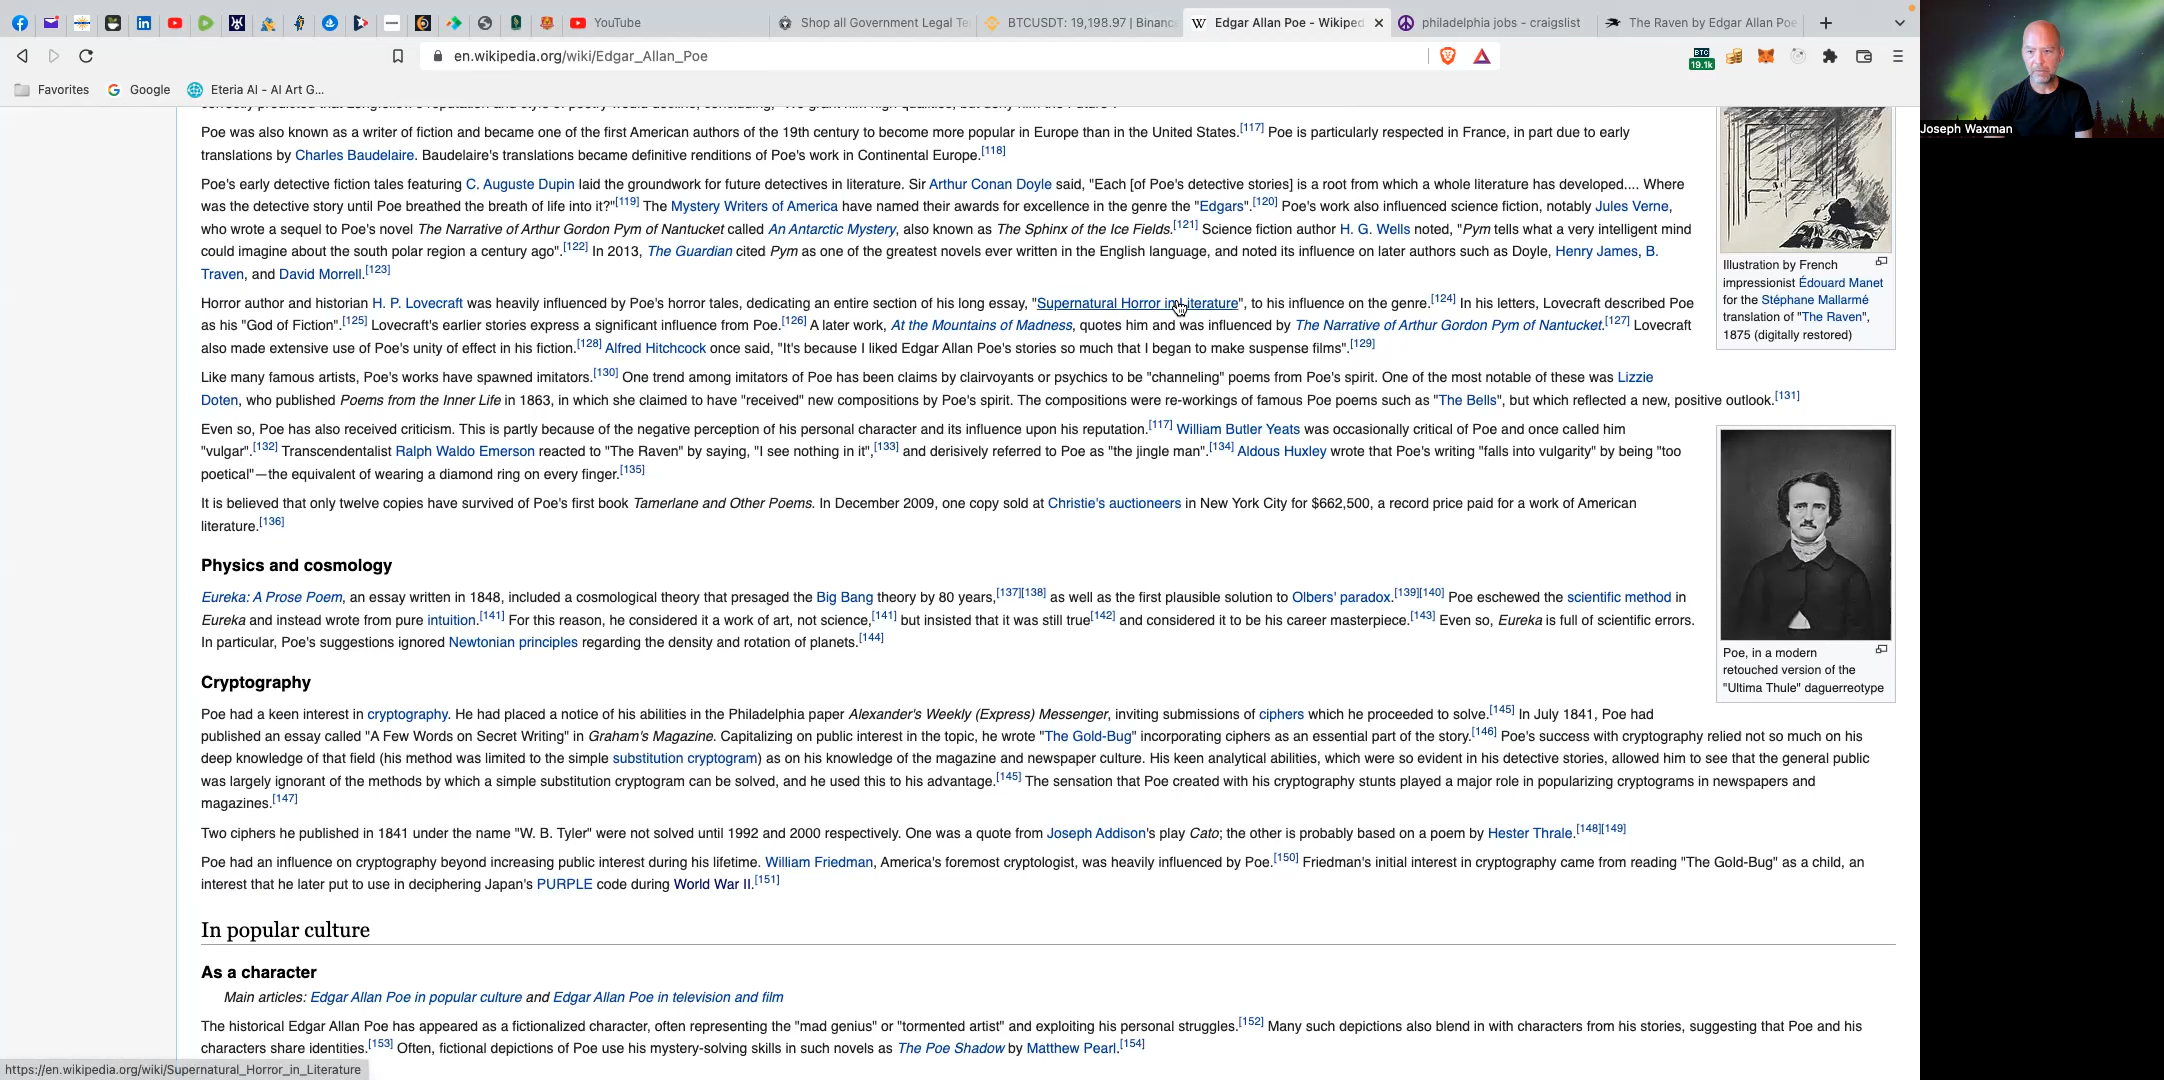 YouTube
Shop all Government Legal Te
BTCUSDT: 19,198.97 | Binanc
Edgar Allan Poe - Wikiped
philadelphia jobs - craigslist
The Raven by Edgar Allan Poe
en.wikipedia.org/wiki/Edgar_Allan_Poe
BTC
19.1k
Favorites
Google
Eteria AI - AI Art G...
Joseph Waxman
Poe was also known as a writer of fiction and became one of the first American authors of the 19th century to become more popular in Europe than in the United States.[117] Poe is particularly respected in France, in part due to early
translations by Charles Baudelaire. Baudelaire's translations became definitive renditions of Poe's work in Continental Europe.[118]
Poe's early detective fiction tales featuring C. Auguste Dupin laid the groundwork for future detectives in literature. Sir Arthur Conan Doyle said, "Each [of Poe's detective stories] is a root from which a whole literature has developed.... Where
was the detective story until Poe breathed the breath of life into it?"[119] The Mystery Writers of America have named their awards for excellence in the genre the "Edgars".[120] Poe's work also influenced science fiction, notably Jules Verne,
who wrote a sequel to Poe's novel The Narrative of Arthur Gordon Pym of Nantucket called An Antarctic Mystery, also known as The Sphinx of the Ice Fields.[121] Science fiction author H. G. Wells noted, "Pym tells what a very intelligent mind
could imagine about the south polar region a century ago".[122] In 2013, The Guardian cited Pym as one of the greatest novels ever written in the English language, and noted its influence on later authors such as Doyle, Henry James, B.
Traven, and David Morrell.[123]
Horror author and historian H. P. Lovecraft was heavily influenced by Poe's horror tales, dedicating an entire section of his long essay, "Supernatural Horror in Literature", to his influence on the genre.[124] In his letters, Lovecraft described Poe
as his "God of Fiction".[125] Lovecraft's earlier stories express a significant influence from Poe.[126] A later work, At the Mountains of Madness, quotes him and was influenced by The Narrative of Arthur Gordon Pym of Nantucket.[127] Lovecraft
also made extensive use of Poe's unity of effect in his fiction.[128] Alfred Hitchcock once said, "It's because I liked Edgar Allan Poe's stories so much that I began to make suspense films".[129]
Like many famous artists, Poe's works have spawned imitators.[130] One trend among imitators of Poe has been claims by clairvoyants or psychics to be "channeling" poems from Poe's spirit. One of the most notable of these was Lizzie
Doten, who published Poems from the Inner Life in 1863, in which she claimed to have "received" new compositions by Poe's spirit. The compositions were re-workings of famous Poe poems such as "The Bells", but which reflected a new, positive outlook.[131]
Even so, Poe has also received criticism. This is partly because of the negative perception of his personal character and its influence upon his reputation.[117] William Butler Yeats was occasionally critical of Poe and once called him
"vulgar".[132] Transcendentalist Ralph Waldo Emerson reacted to "The Raven" by saying, "I see nothing in it",[133] and derisively referred to Poe as "the jingle man".[134] Aldous Huxley wrote that Poe's writing "falls into vulgarity" by being "too
poetical"—the equivalent of wearing a diamond ring on every finger.[135]
It is believed that only twelve copies have survived of Poe's first book Tamerlane and Other Poems. In December 2009, one copy sold at Christie's auctioneers in New York City for $662,500, a record price paid for a work of American
literature.[136]
Illustration by French
impressionist Édouard Manet
for the Stéphane Mallarmé
translation of "The Raven",
1875 (digitally restored)
Physics and cosmology
Eureka: A Prose Poem, an essay written in 1848, included a cosmological theory that presaged the Big Bang theory by 80 years,[137][138] as well as the first plausible solution to Olbers' paradox.[139][140] Poe eschewed the scientific method in
Eureka and instead wrote from pure intuition.[141] For this reason, he considered it a work of art, not science,[141] but insisted that it was still true[142] and considered it to be his career masterpiece.[143] Even so, Eureka is full of scientific errors.
In particular, Poe's suggestions ignored Newtonian principles regarding the density and rotation of planets.[144]
Poe, in a modern
retouched version of the
"Ultima Thule" daguerreotype
Cryptography
Poe had a keen interest in cryptography. He had placed a notice of his abilities in the Philadelphia paper Alexander's Weekly (Express) Messenger, inviting submissions of ciphers which he proceeded to solve.[145] In July 1841, Poe had
published an essay called "A Few Words on Secret Writing" in Graham's Magazine. Capitalizing on public interest in the topic, he wrote "The Gold-Bug" incorporating ciphers as an essential part of the story.[146] Poe's success with cryptography relied not so much on his
deep knowledge of that field (his method was limited to the simple substitution cryptogram) as on his knowledge of the magazine and newspaper culture. His keen analytical abilities, which were so evident in his detective stories, allowed him to see that the general public
was largely ignorant of the methods by which a simple substitution cryptogram can be solved, and he used this to his advantage.[145] The sensation that Poe created with his cryptography stunts played a major role in popularizing cryptograms in newspapers and
magazines.[147]
Two ciphers he published in 1841 under the name "W. B. Tyler" were not solved until 1992 and 2000 respectively. One was a quote from Joseph Addison's play Cato; the other is probably based on a poem by Hester Thrale.[148][149]
Poe had an influence on cryptography beyond increasing public interest during his lifetime. William Friedman, America's foremost cryptologist, was heavily influenced by Poe.[150] Friedman's initial interest in cryptography came from reading "The Gold-Bug" as a child, an
interest that he later put to use in deciphering Japan's PURPLE code during World War II.[151]
In popular culture
As a character
Main articles: Edgar Allan Poe in popular culture and Edgar Allan Poe in television and film
The historical Edgar Allan Poe has appeared as a fictionalized character, often representing the "mad genius" or "tormented artist" and exploiting his personal struggles.[152] Many such depictions also blend in with characters from his stories, suggesting that Poe and his
characters share identities.[153] Often, fictional depictions of Poe use his mystery-solving skills in such novels as The Poe Shadow by Matthew Pearl.[154]
https://en.wikipedia.org/wiki/Supernatural_Horror_in_Literature